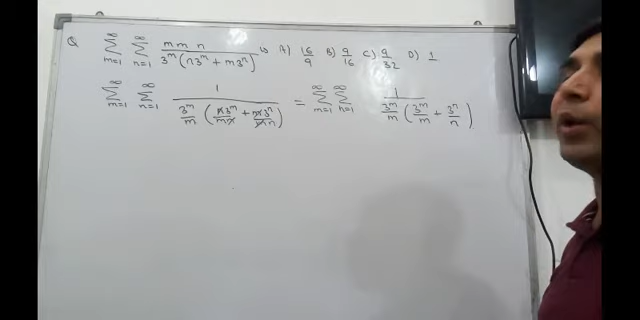 Q ∞∑m=1 ∞∑n=1 m m n / 3^m (n3^m + m3^n) is A) 16/9 B) 9/16 C) 9/32 D) 1
∞∑m=1 ∞∑n=1 1 / 3^m/m (n3^m/mn + m3^n/mn) = ∞∑m=1 ∞∑n=1 1 / 3^m/m (3^m/m + 3^n/n)